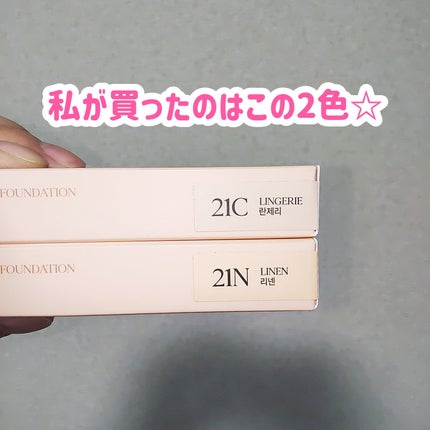 私が買ったのはこの2色☆
FOUNDATION
21C LINGERIE
란제리
FOUNDATION
21N LINEN
리넨